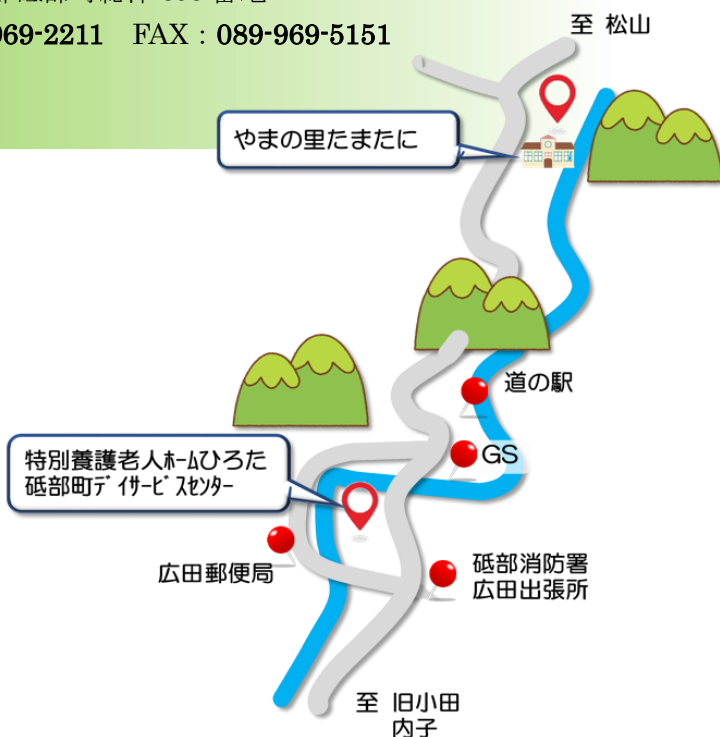 969-2211 FAX：089-969-5151
至 松山
やまの里たまたに
道の駅
GS
特別養護老人ﾎｰﾑひろた
砥部町ﾃﾞｲｻｰﾋﾞｽｾﾝﾀｰ
広田郵便局
砥部消防署
広田出張所
至 旧小田
内子